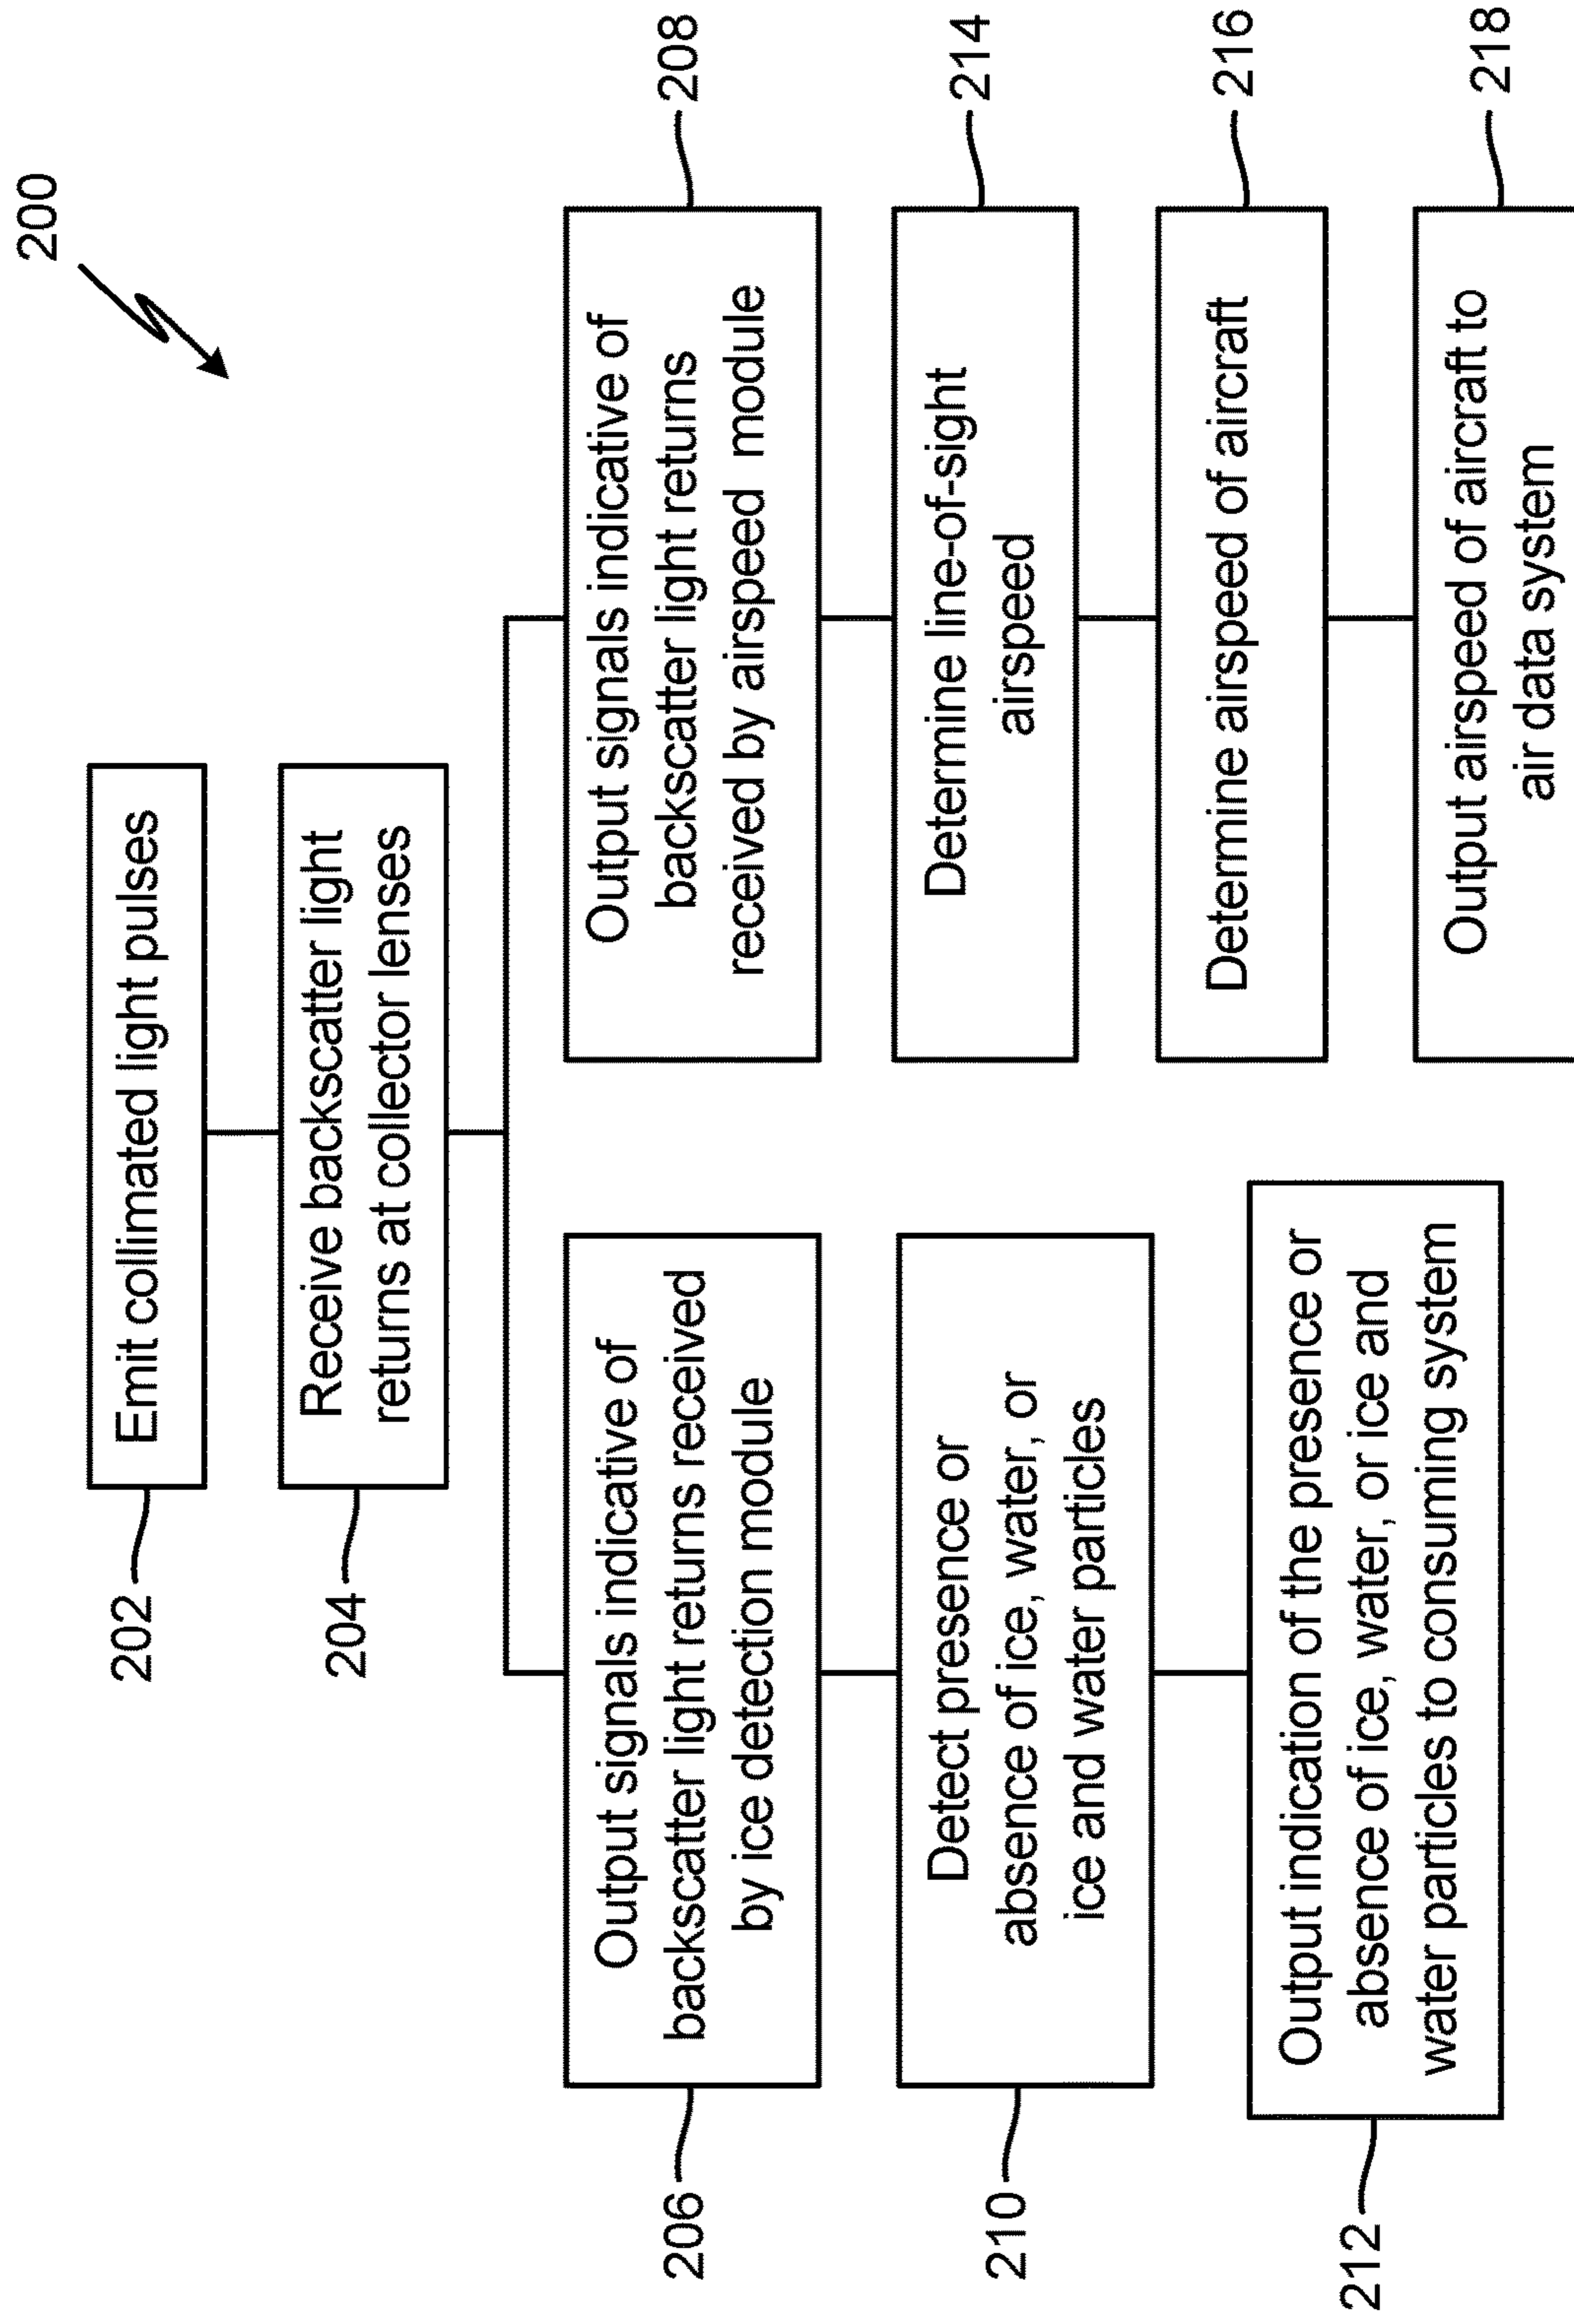 200
202
Emit collimated light pulses
204
Receive backscatter light
returns at collector lenses
206
Output signals indicative of
backscatter light returns received
by ice detection module
208
Output signals indicative of
backscatter light returns
received by airspeed module
210
Detect presence or
absence of ice, water, or
ice and water particles
214
Determine line-of-sight
airspeed
212
Output indication of the presence or
absence of ice, water, or ice and
water particles to consuming system
216
Determine airspeed of aircraft
218
Output airspeed of aircraft to
air data system